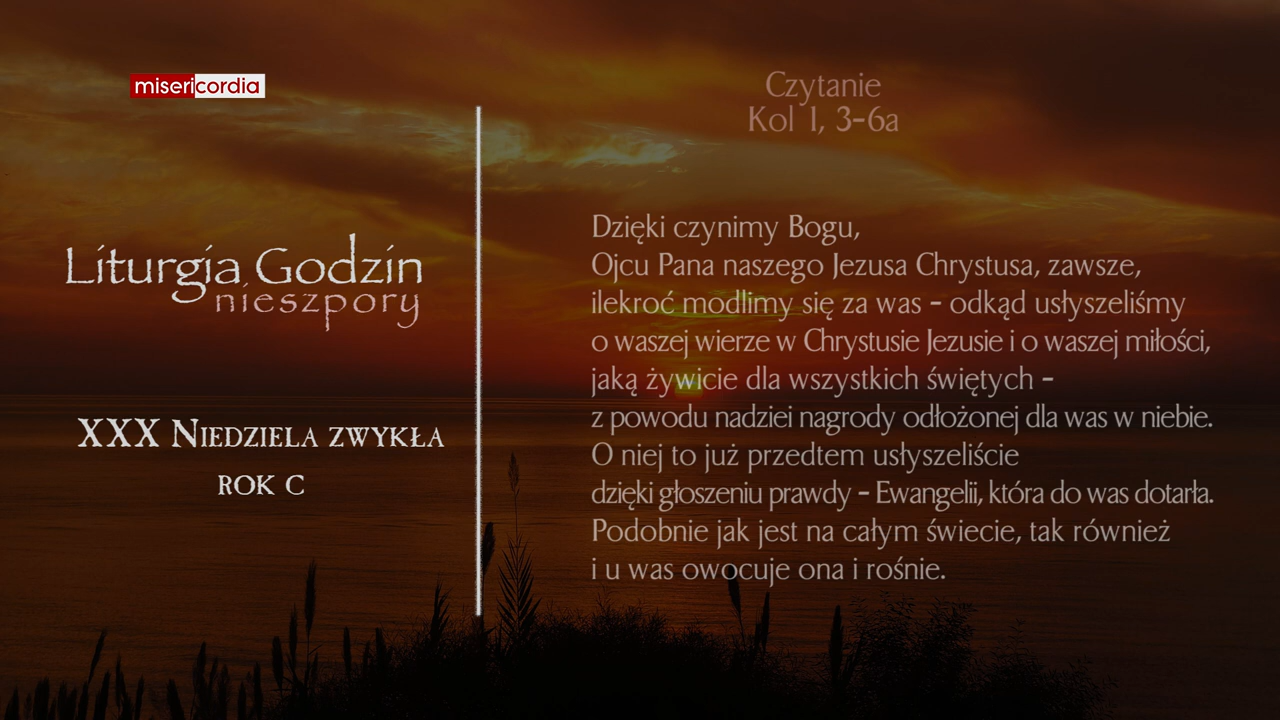 misericordia
Liturgia Godzin
nieszpory
XXX Niedziela zwykła
rok C
Czytanie
Kol 1, 3-6a
Dzięki czynimy Bogu,
Ojcu Pana naszego Jezusa Chrystusa, zawsze,
ilekroć modlimy się za was - odkąd usłyszeliśmy
o waszej wierze w Chrystusie Jezusie i o waszej miłości,
jaką żywicie dla wszystkich świętych -
z powodu nadziei nagrody odłożonej dla was w niebie.
O niej to już przedtem usłyszeliście
dzięki głoszeniu prawdy - Ewangelii, która do was dotarła.
Podobnie jak jest na całym świecie, tak również
i u was owocuje ona i rośnie.